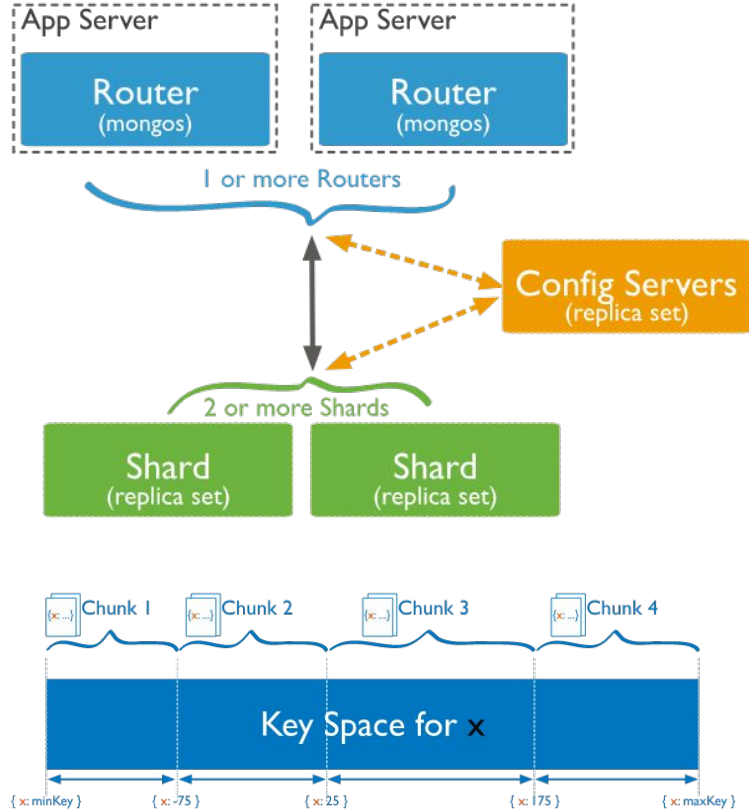 App Server
App Server
Router
(mongos)
Router
(mongos)
1 or more Routers
Config Servers
(replica set)
2 or more Shards
Shard
(replica set)
Shard
(replica set)
{x: ...} Chunk 1
{x: ...} Chunk 2
{x: ...} Chunk 3
{x: ...} Chunk 4
Key Space for x
{ x: minKey }
{ x: -75 }
{ x: 25 }
{ x: 175 }
{ x: maxKey }